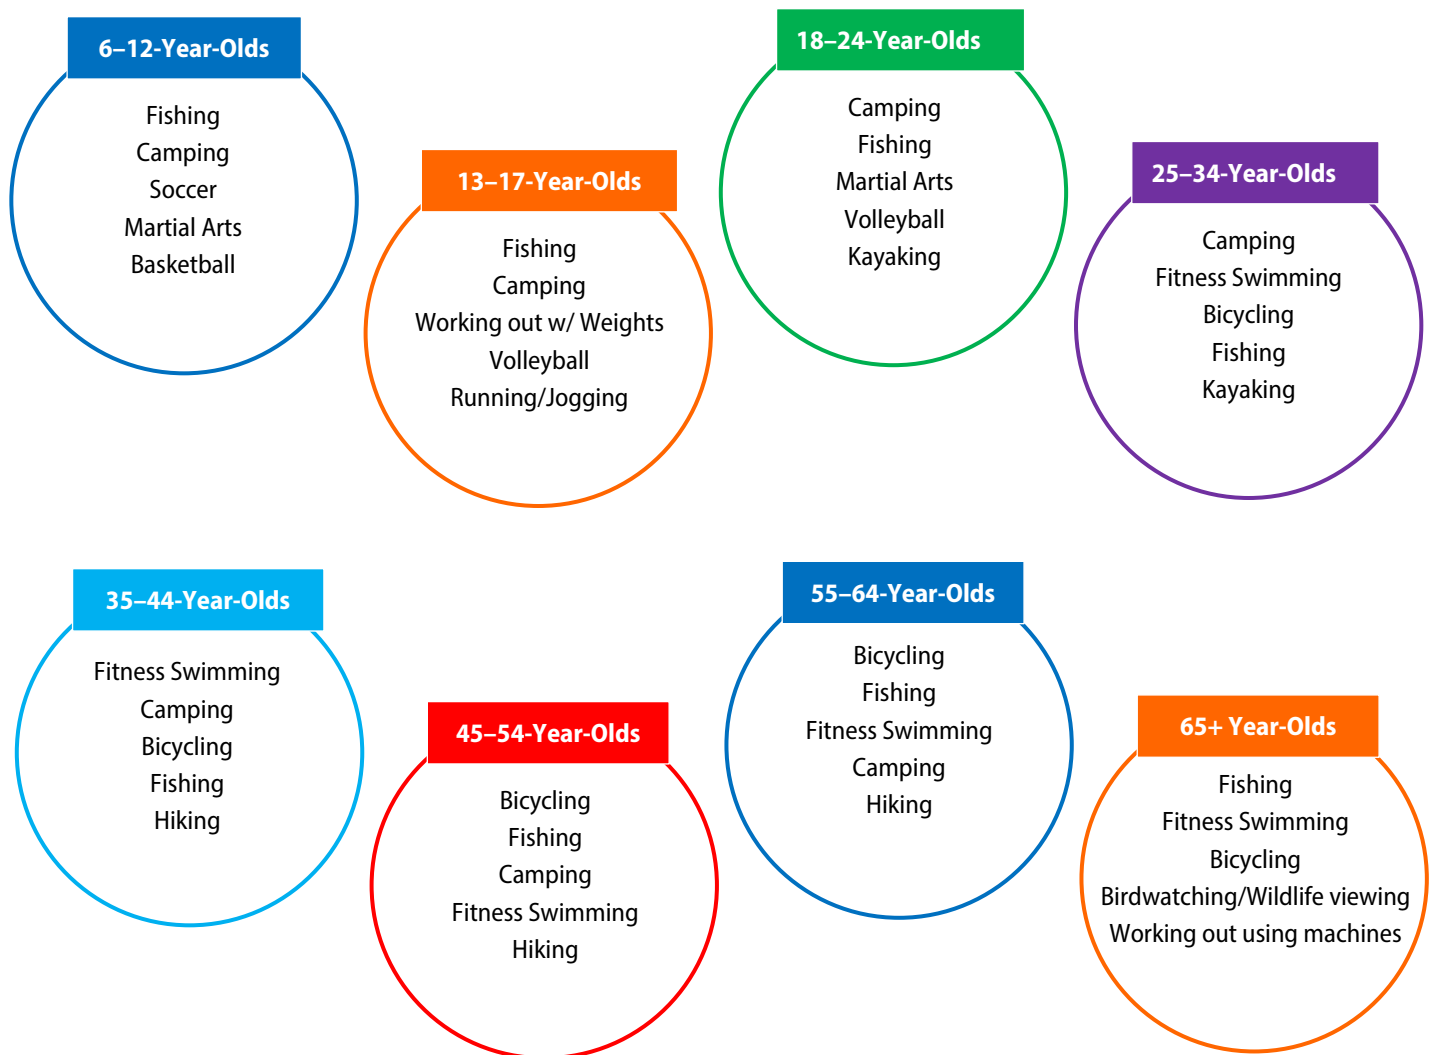 6–12-Year-Olds
Fishing
Camping
Soccer
Martial Arts
Basketball
13–17-Year-Olds
Fishing
Camping
Working out w/ Weights
Volleyball
Running/Jogging
18–24-Year-Olds
Camping
Fishing
Martial Arts
Volleyball
Kayaking
25–34-Year-Olds
Camping
Fitness Swimming
Bicycling
Fishing
Kayaking
35–44-Year-Olds
Fitness Swimming
Camping
Bicycling
Fishing
Hiking
45–54-Year-Olds
Bicycling
Fishing
Camping
Fitness Swimming
Hiking
55–64-Year-Olds
Bicycling
Fishing
Fitness Swimming
Camping
Hiking
65+ Year-Olds
Fishing
Fitness Swimming
Bicycling
Birdwatching/Wildlife viewing
Working out using machines